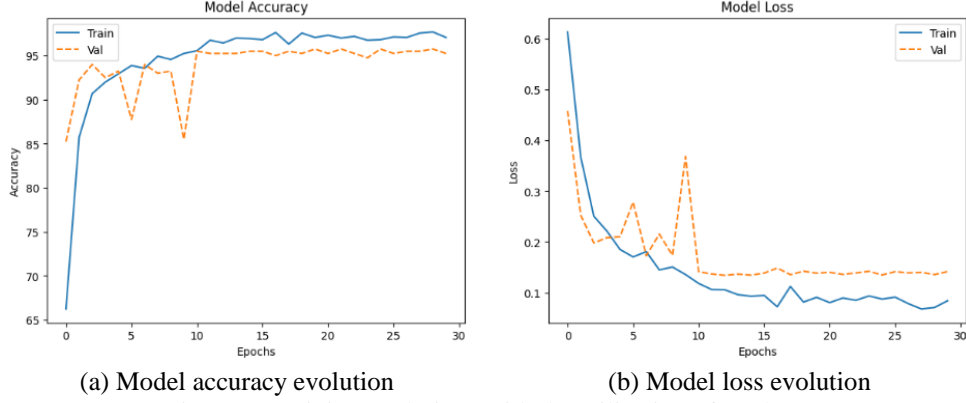 Model Accuracy
Train
Val
95
90
85
80
75
70
65
Accuracy
0 5 10 15 20 25 30
Epochs
(a) Model accuracy evolution
Model Loss
Train
Val
0.6
0.5
0.4
0.3
0.2
0.1
Loss
0 5 10 15 20 25 30
Epochs
(b) Model loss evolution